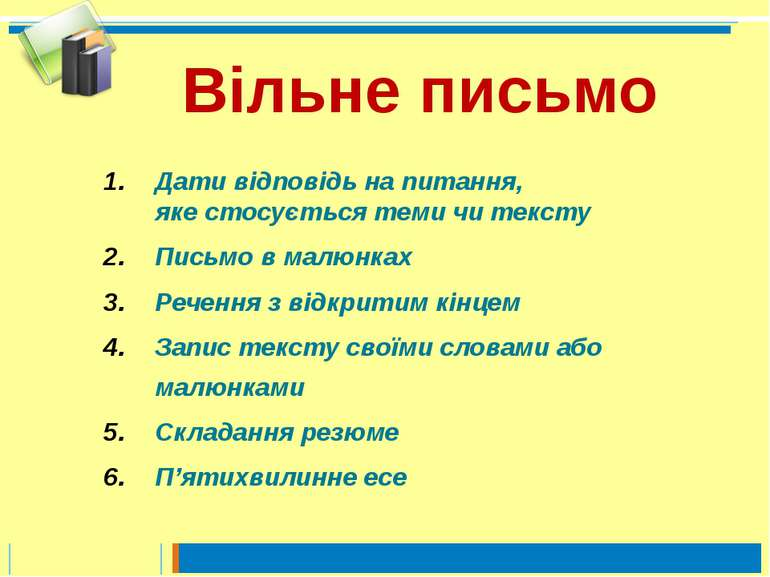 Вільне письмо
1. Дати відповідь на питання,
яке стосується теми чи тексту
2. Письмо в малюнках
3. Речення з відкритим кінцем
4. Запис тексту своїми словами або
малюнками
5. Складання резюме
6. П’ятихвилинне есе